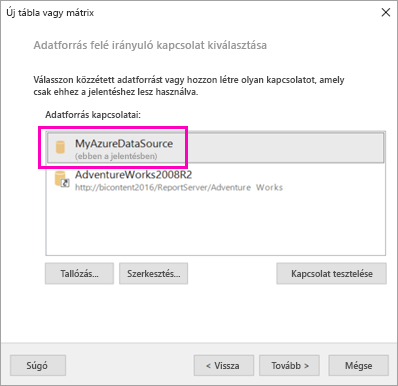 Új tábla vagy mátrix
Adatforrás felé irányuló kapcsolat kiválasztása
Válasszon közzétett adatforrást vagy hozzon létre olyan kapcsolatot, amely
csak ehhez a jelentéshez lesz használva.
Adatforrás kapcsolatai:
MyAzureDataSource
(ebben a jelentésben)
AdventureWorks2008R2
http://bicontent2016/ReportServer/Adventure Works
Tallózás... Szerkesztés... Kapcsolat tesztelése
Súgó < Vissza Tovább > Mégse